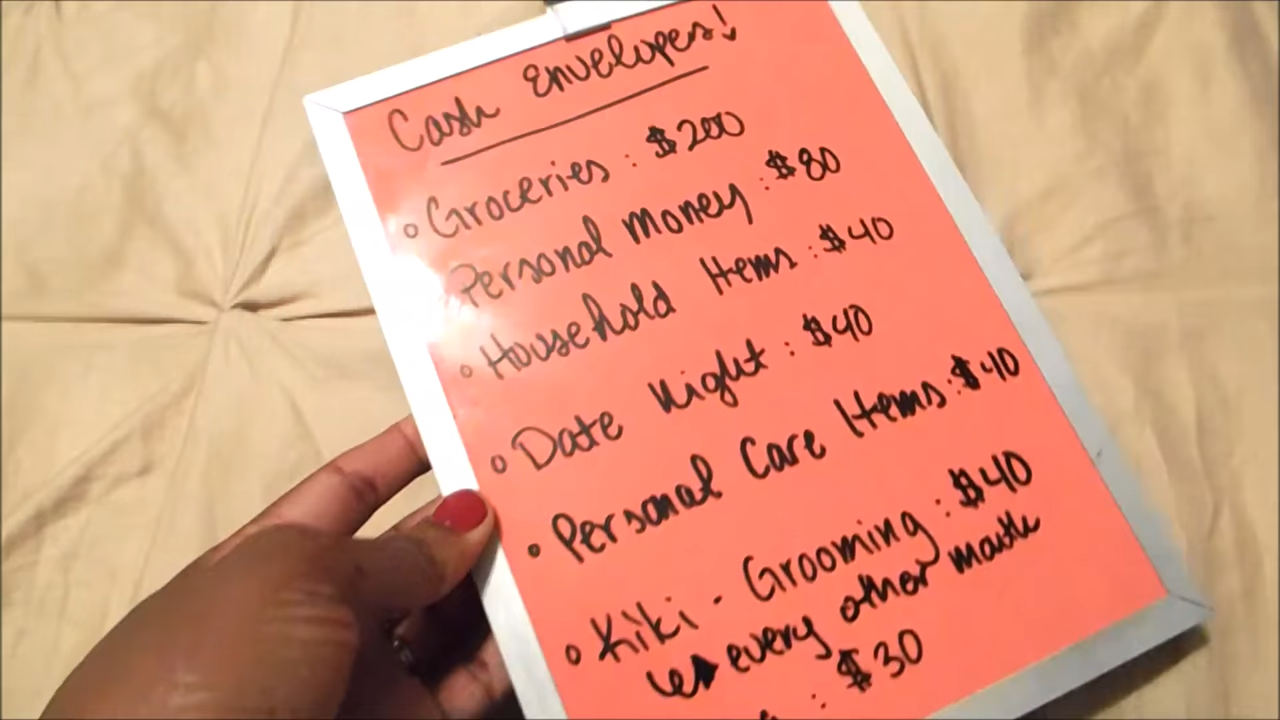 Cash Envelopes!
• Groceries : $200
Personal Money : $80
• Household Items : $40
• Date Night : $40
• Personal Care Items : $40
• Kiki - Grooming : $40
every other month
: $30